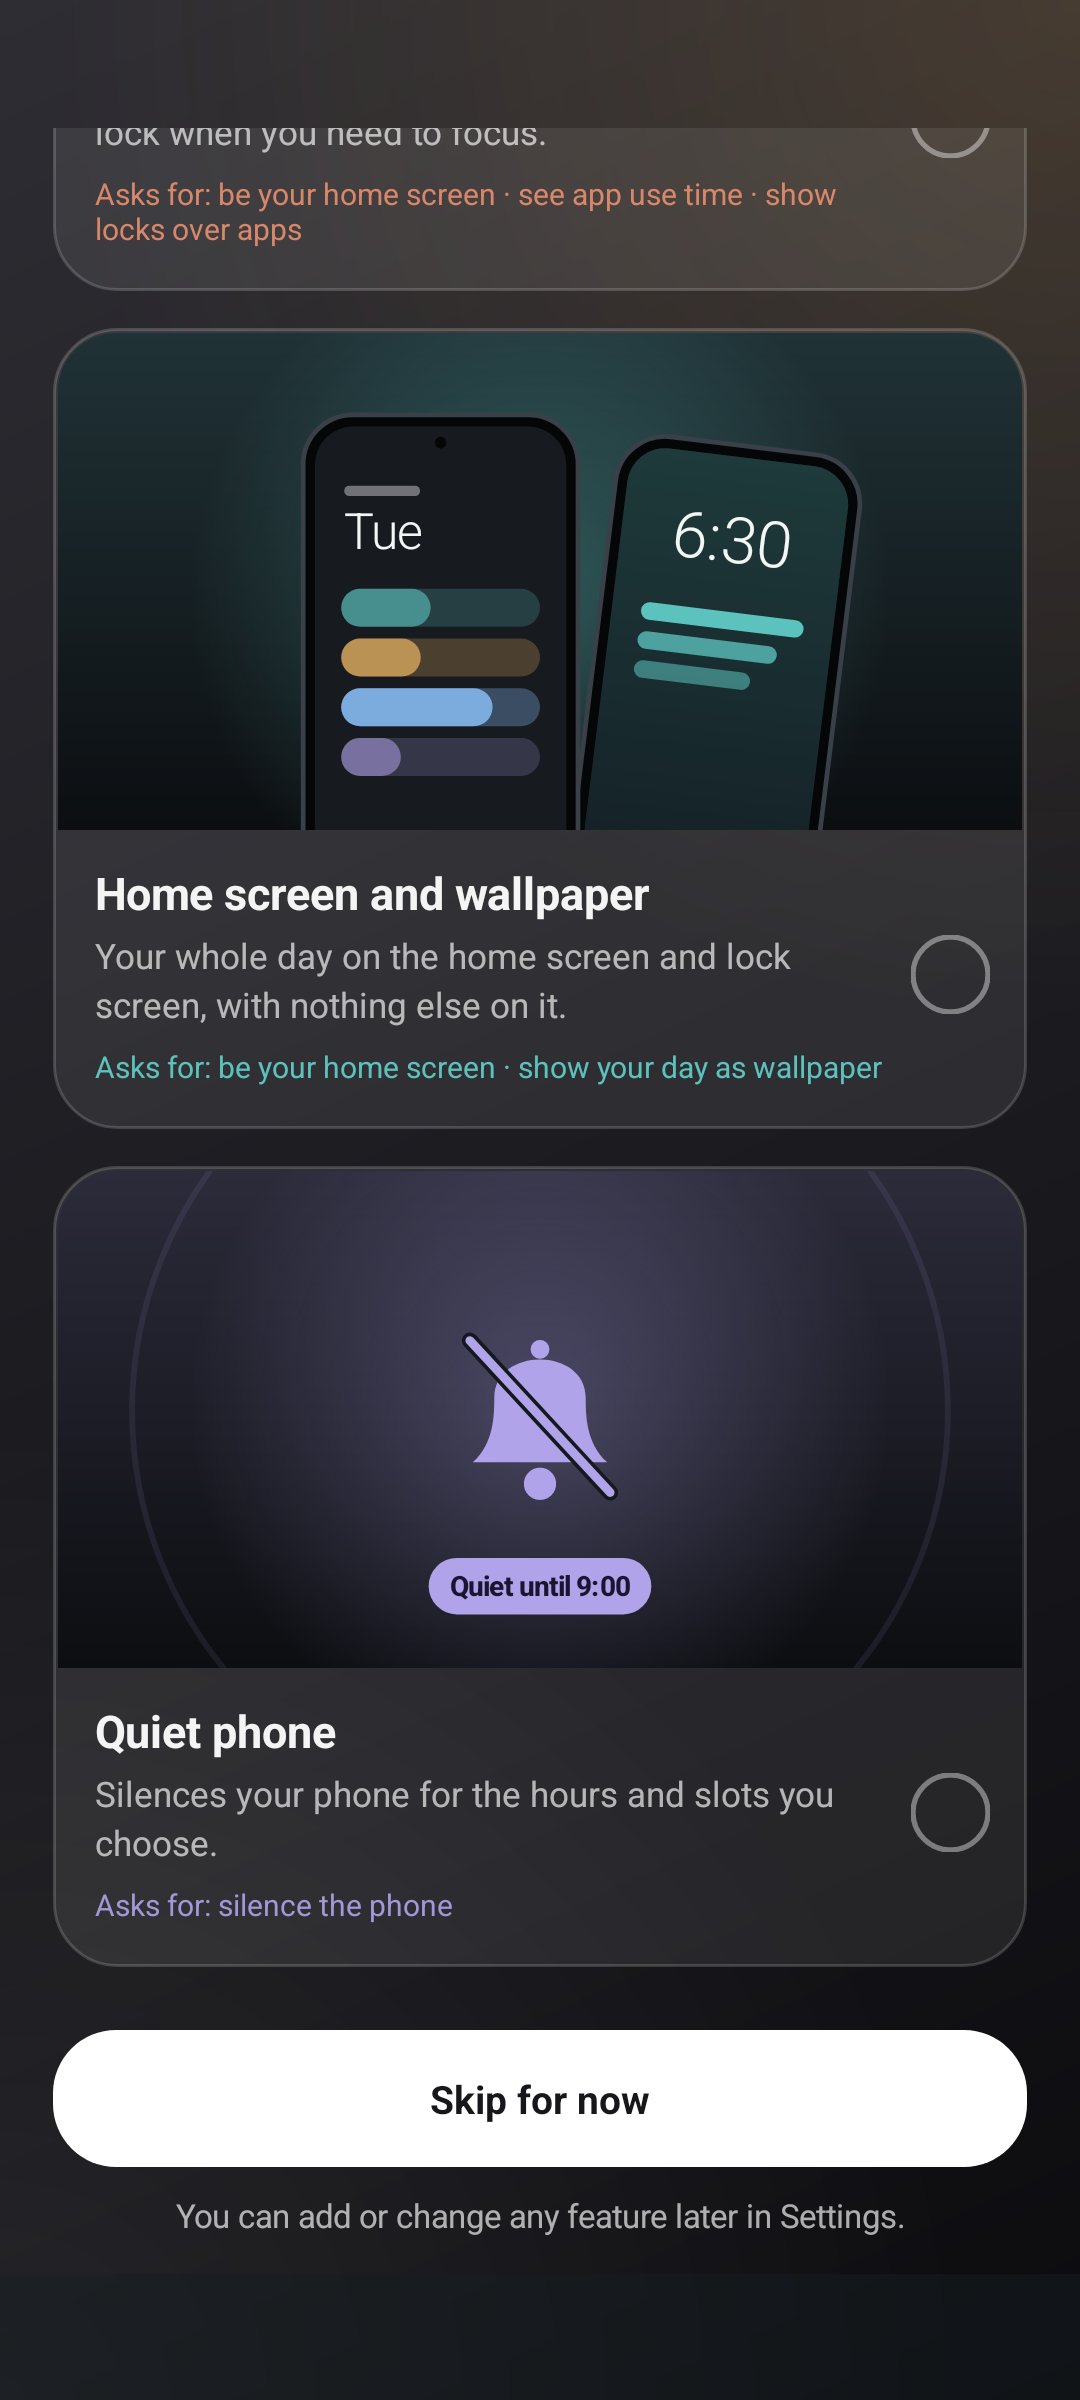 lock when you need to focus.
Asks for: be your home screen · see app use time · show
locks over apps
Tue
6:30
Home screen and wallpaper
Your whole day on the home screen and lock
screen, with nothing else on it.
Asks for: be your home screen · show your day as wallpaper
Quiet until 9:00
Quiet phone
Silences your phone for the hours and slots you
choose.
Asks for: silence the phone
Skip for now
You can add or change any feature later in Settings.